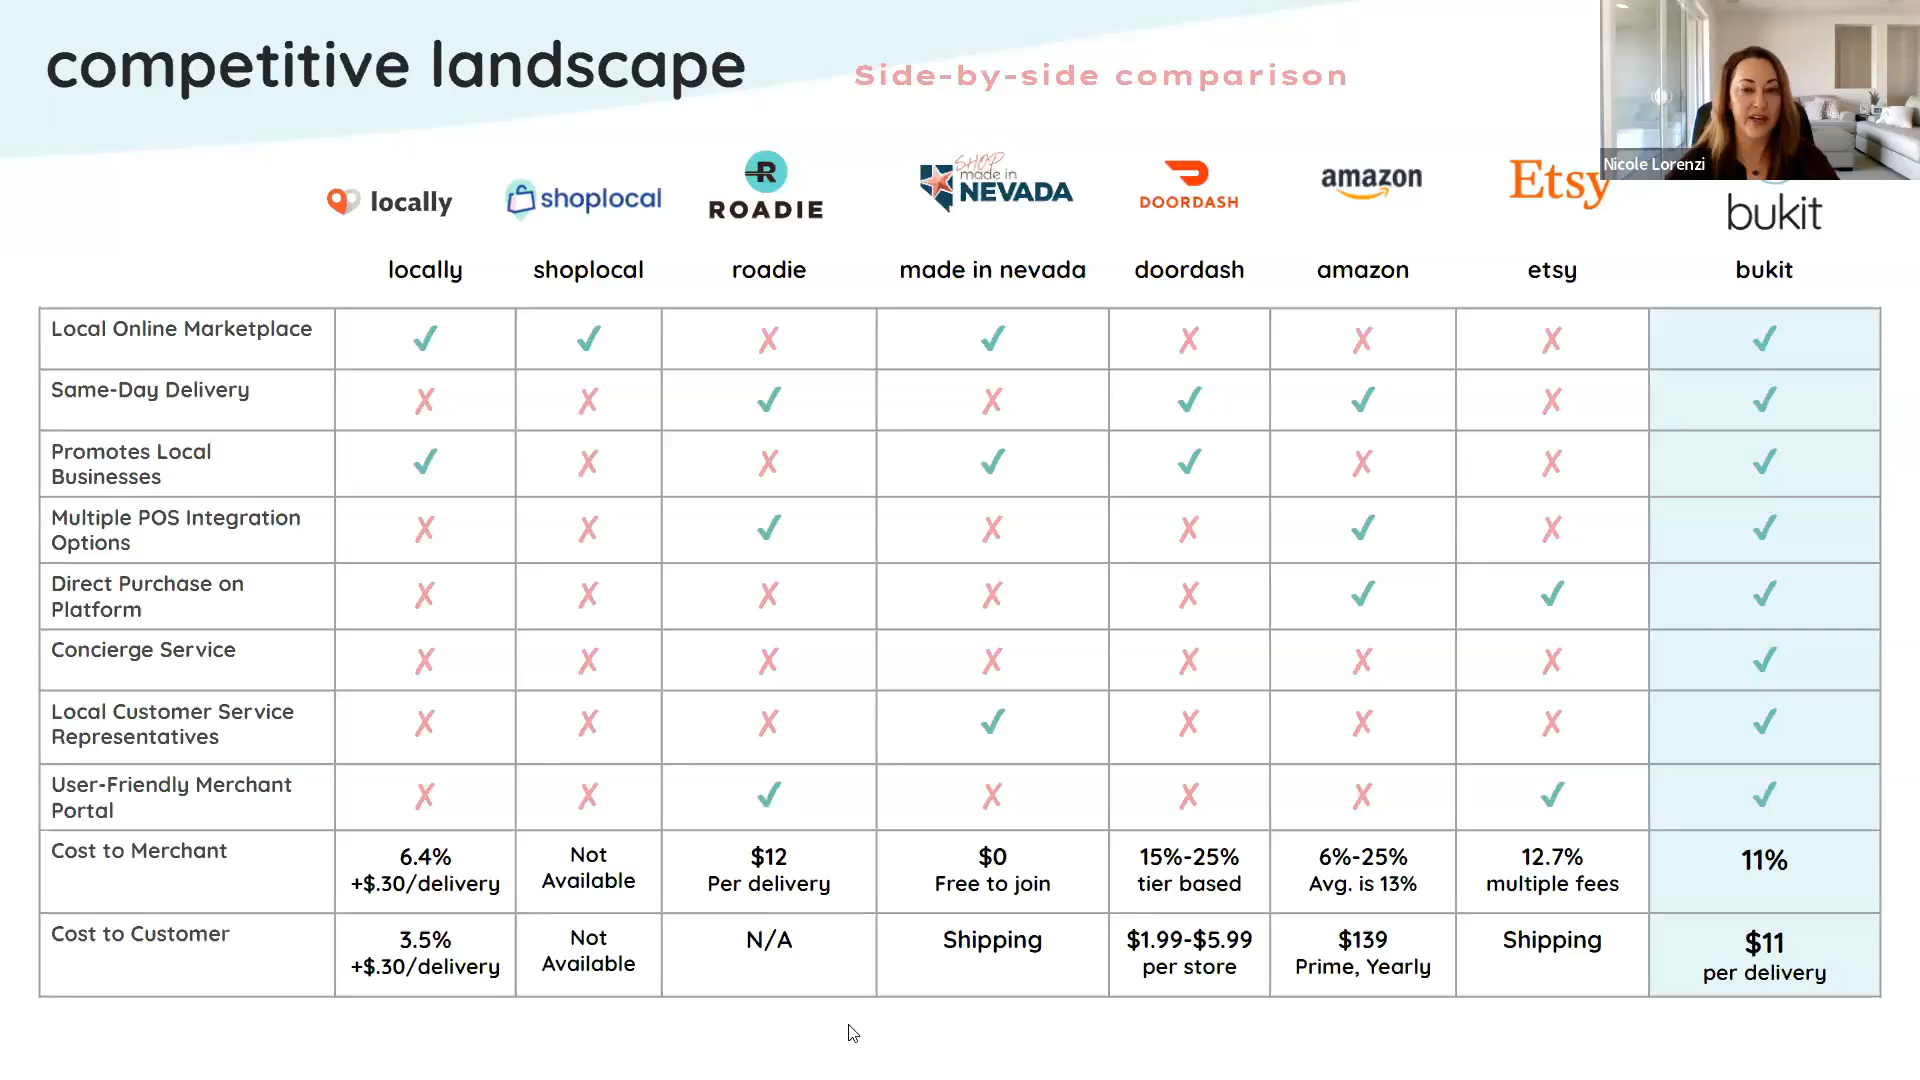 competitive landscape
Side-by-side comparison
Nicole Lorenzi
locally
shoplocal
R
ROADIE
SHOP
made in
NEVADA
DOORDASH
amazon
Etsy
bukit
locally shoplocal roadie made in nevada doordash amazon etsy bukit
Local Online Marketplace ✓ ✓ ✗ ✓ ✗ ✗ ✗ ✓
Same-Day Delivery ✗ ✗ ✓ ✗ ✓ ✓ ✗ ✓
Promotes Local
Businesses ✓ ✗ ✗ ✓ ✓ ✗ ✗ ✓
Multiple POS Integration
Options ✗ ✗ ✓ ✗ ✗ ✓ ✗ ✓
Direct Purchase on
Platform ✗ ✗ ✗ ✗ ✗ ✓ ✓ ✓
Concierge Service ✗ ✗ ✗ ✗ ✗ ✗ ✗ ✓
Local Customer Service
Representatives ✗ ✗ ✗ ✓ ✗ ✗ ✗ ✓
User-Friendly Merchant
Portal ✗ ✗ ✓ ✗ ✗ ✗ ✓ ✓
Cost to Merchant
6.4%
+$.30/delivery
Not
Available
$12
Per delivery
$0
Free to join
15%-25%
tier based
6%-25%
Avg. is 13%
12.7%
multiple fees
11%
Cost to Customer
3.5%
+$.30/delivery
Not
Available
N/A
Shipping
$1.99-$5.99
per store
$139
Prime, Yearly
Shipping
$11
per delivery